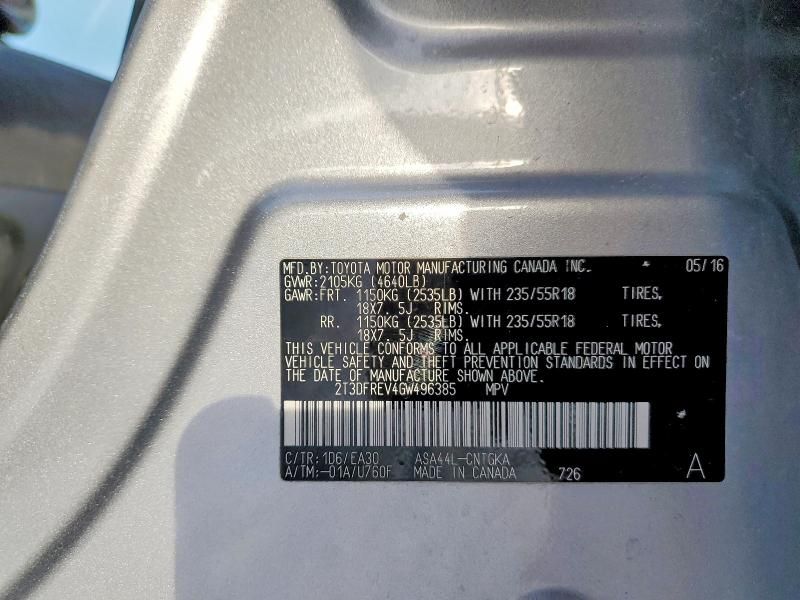 MFD.BY:TOYOTA MOTOR MANUFACTURING CANADA INC. 05/16
GVWR:2105KG (4640LB)
GAWR:FRT. 1150KG (2535LB) WITH 235/55R18 TIRES,
18X7.5J RIMS.
RR. 1150KG (2535LB) WITH 235/55R18 TIRES,
18X7.5J RIMS.
THIS VEHICLE CONFORMS TO ALL APPLICABLE FEDERAL MOTOR
VEHICLE SAFETY AND THEFT PREVENTION STANDARDS IN EFFECT ON
THE DATE OF MANUFACTURE SHOWN ABOVE.
2T3DFREV4GW496385 MPV
C/TR:1D6/EA30 ASA44L-CNTGKA
A/TM:-01A/U760F MADE IN CANADA 726 A